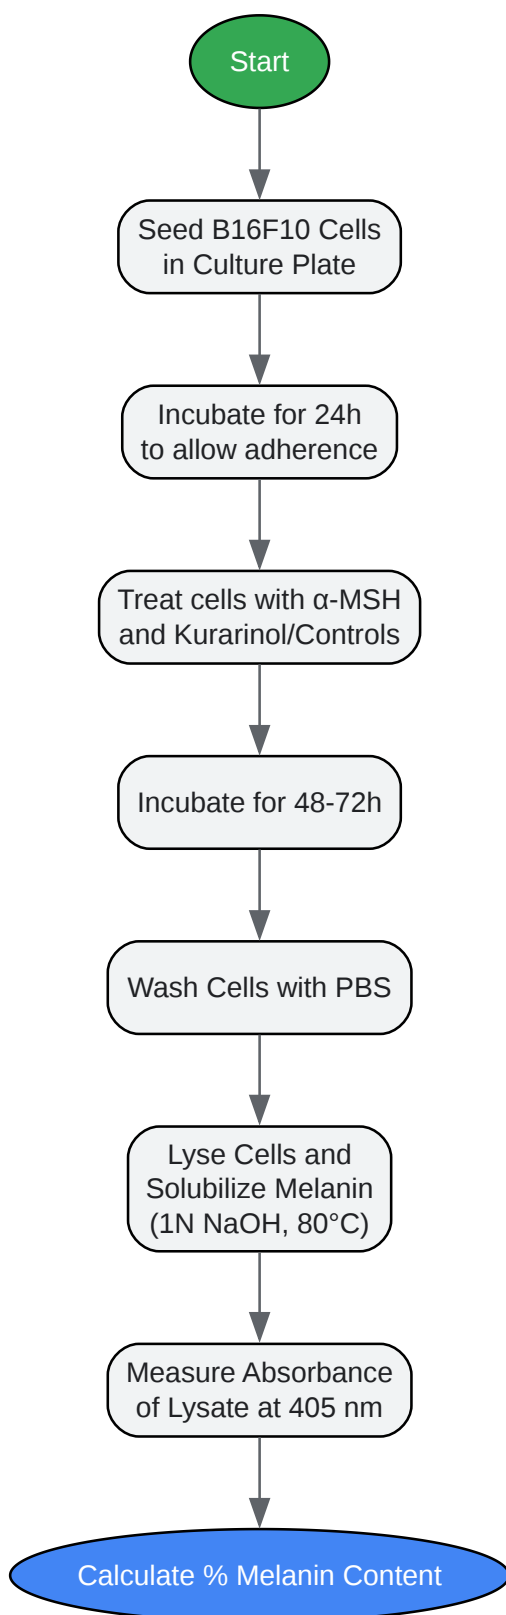 Start
Seed B16F10 Cells
in Culture Plate
Incubate for 24h
to allow adherence
Treat cells with α-MSH
and Kurarinol/Controls
Incubate for 48-72h
Wash Cells with PBS
Lyse Cells and
Solubilize Melanin
(1N NaOH, 80°C)
Measure Absorbance
of Lysate at 405 nm
Calculate % Melanin Content